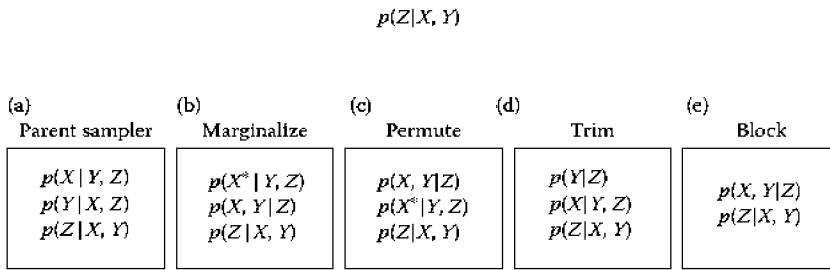 p(Z|X, Y)
(a) (b) (c) (d) (e)
Parent sampler Marginalize Permute Trim Block
p(X | Y, Z)
p(Y | X, Z)
p(Z | X, Y)
p(X* | Y, Z)
p(X, Y | Z)
p(Z | X, Y)
p(X, Y|Z)
p(X*|Y, Z)
p(Z|X, Y)
p(Y|Z)
p(X|Y, Z)
p(Z|X, Y)
p(X, Y|Z)
p(Z|X, Y)